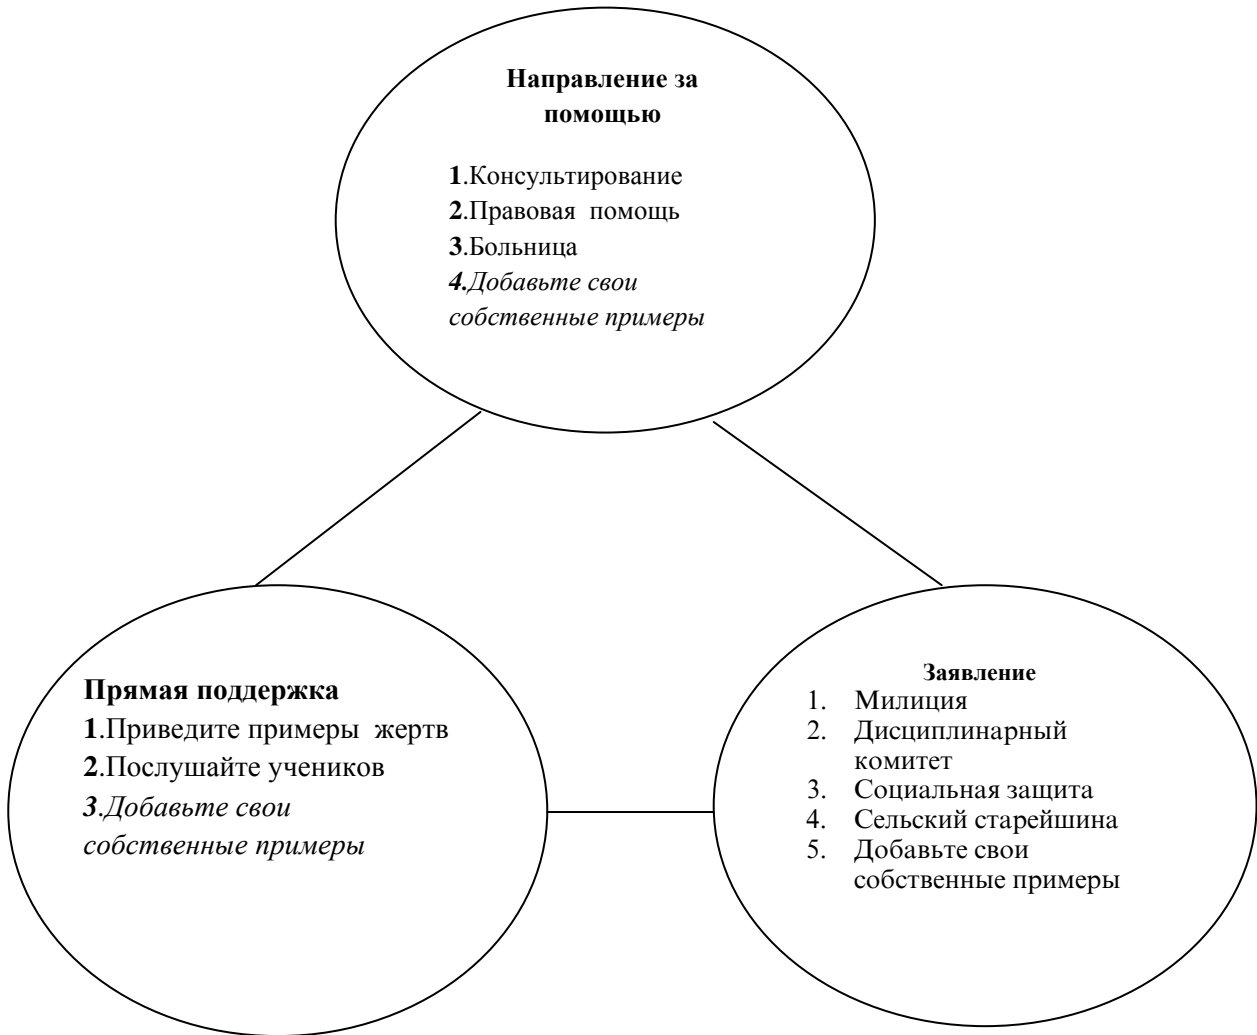 Направление за
помощью
1.Консультирование
2.Правовая помощь
3.Больница
4.Добавьте свои
собственные примеры
Прямая поддержка
1.Приведите примеры жертв
2.Послушайте учеников
3.Добавьте свои
собственные примеры
Заявление
1. Милиция
2. Дисциплинарный
комитет
3. Социальная защита
4. Сельский старейшина
5. Добавьте свои
собственные примеры